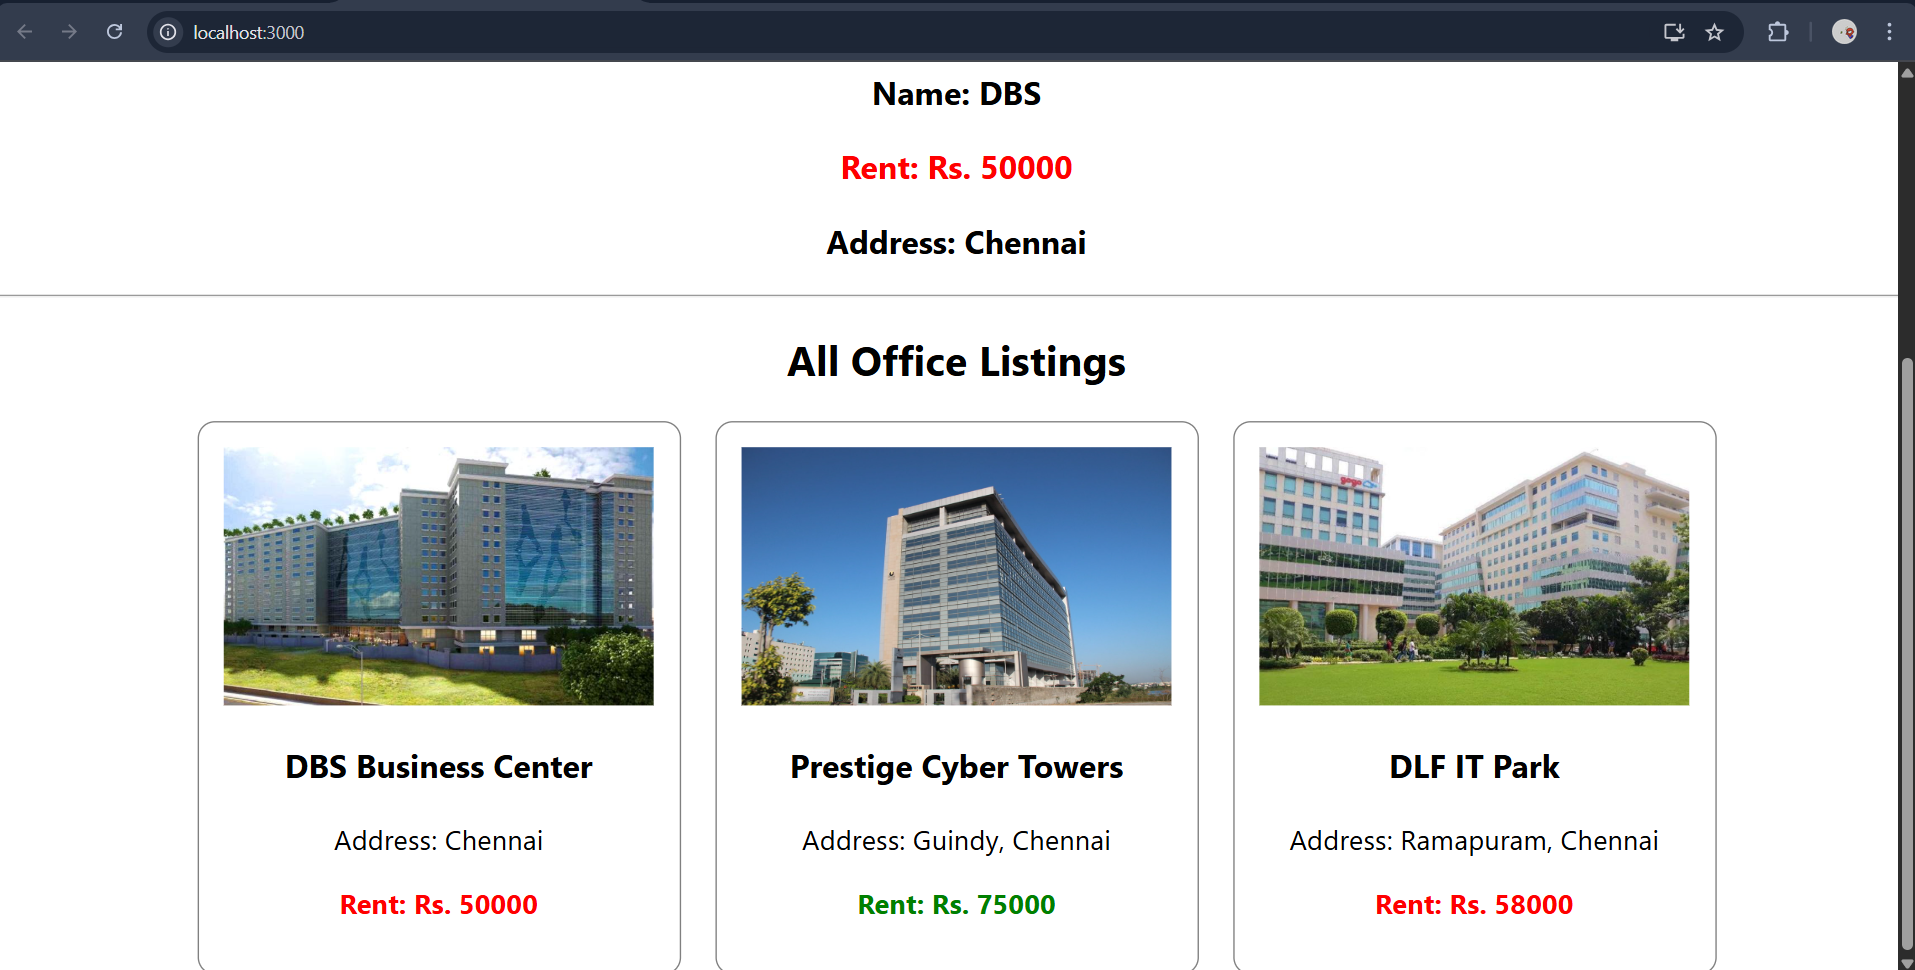 localhost:3000
Name: DBS
Rent: Rs. 50000
Address: Chennai
All Office Listings
DBS Business Center
Address: Chennai
Rent: Rs. 50000
Prestige Cyber Towers
Address: Guindy, Chennai
Rent: Rs. 75000
DLF IT Park
Address: Ramapuram, Chennai
Rent: Rs. 58000